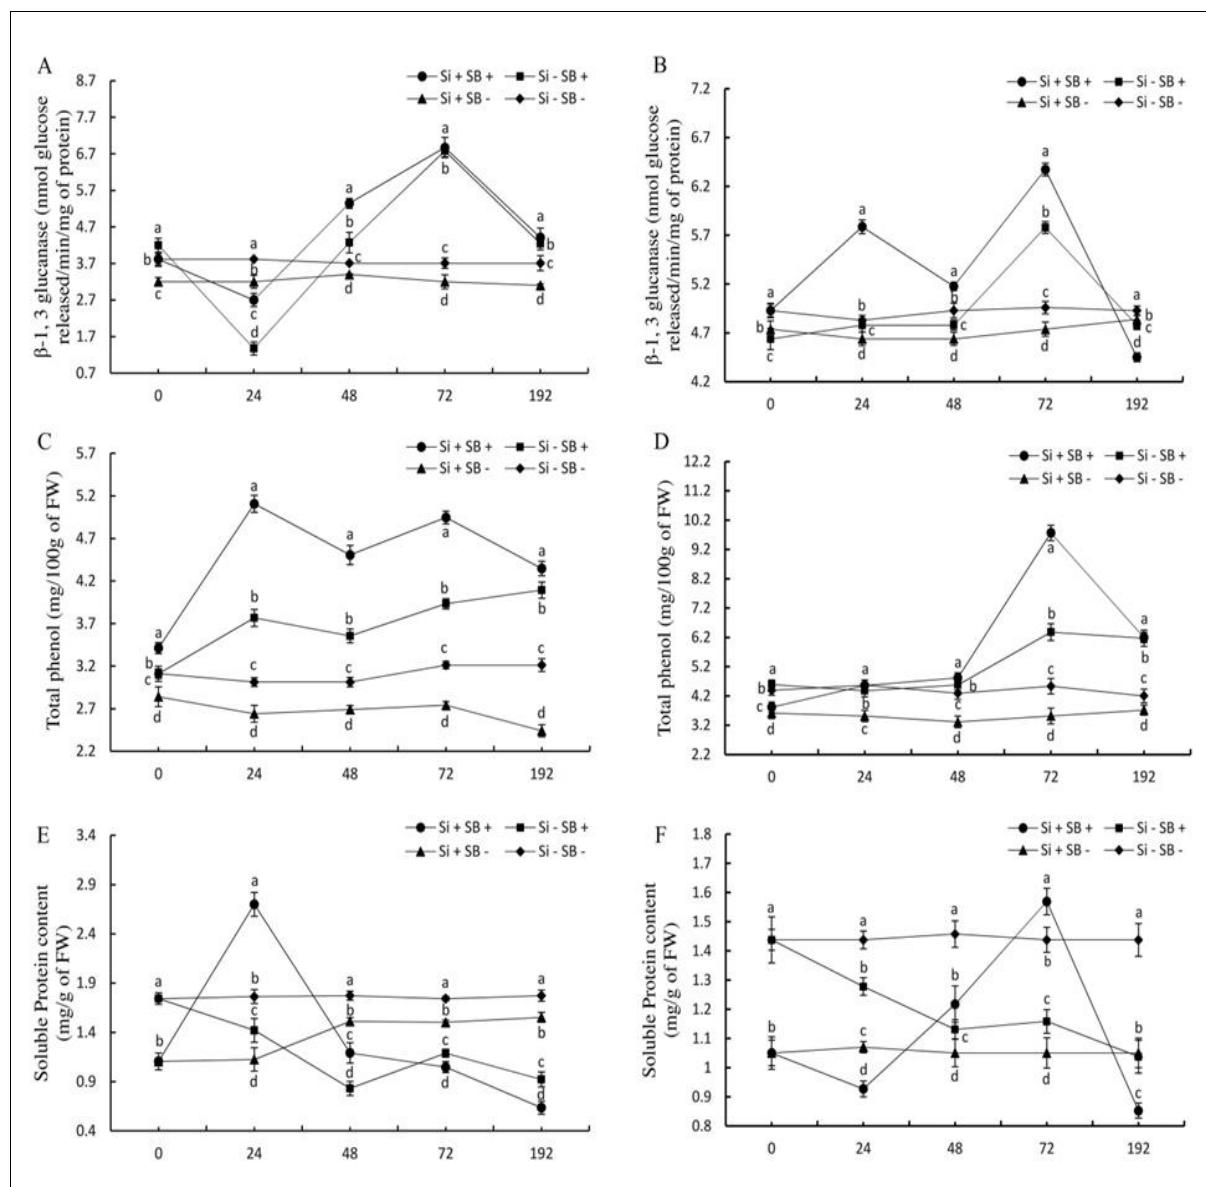 A
Si + SB +
Si - SB +
Si + SB -
Si - SB -
β-1, 3 glucanase (nmol glucose
released/min/mg of protein)
8.7
7.7
6.7
5.7
4.7
3.7
2.7
1.7
0.7
a
b
c
a
b
c
d
d
a
b
c
d
a
b
c
d
a
b
c
d
0
24
48
72
192
B
Si + SB +
Si - SB +
Si + SB -
Si - SB -
β-1, 3 glucanase (nmol glucose
released/min/mg of protein)
7.2
6.7
6.2
5.7
5.2
4.7
4.2
a
b
c
a
b
c
d
a
b
c
d
a
b
c
d
a
b
c
d
0
24
48
72
192
C
Si + SB +
Si - SB +
Si + SB -
Si - SB -
Total phenol (mg/100g of FW)
5.7
5.2
4.7
4.2
3.7
3.2
2.7
2.2
a
b
c
d
a
b
c
d
a
b
c
d
a
b
c
d
a
b
c
d
0
24
48
72
192
D
Si + SB +
Si - SB +
Si + SB -
Si - SB -
Total phenol (mg/100g of FW)
12.2
11.2
10.2
9.2
8.2
7.2
6.2
5.2
4.2
3.2
2.2
a
b
c
d
a
b
c
a
b
c
d
a
b
c
d
a
b
c
d
0
24
48
72
192
E
Si + SB +
Si - SB +
Si + SB -
Si - SB -
Soluble Protein content
(mg/g of FW)
3.4
2.9
2.4
1.9
1.4
0.9
0.4
a
b
a
b
c
d
a
b
c
d
a
b
c
d
a
b
c
d
0
24
48
72
192
F
Si + SB +
Si - SB +
Si + SB -
Si - SB -
Soluble Protein content
(mg/g of FW)
1.8
1.7
1.6
1.5
1.4
1.3
1.2
1.1
1
0.9
0.8
a
b
a
b
c
d
a
b
c
d
a
b
c
d
a
b
c
0
24
48
72
192